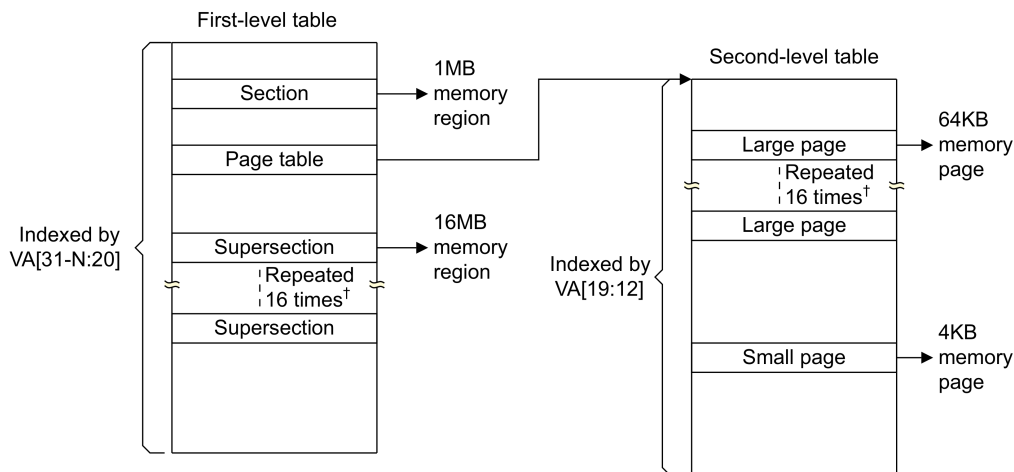 First-level table
Section
1MB
memory
region
Page table
Supersection
16MB
memory
region
Repeated
16 times†
Supersection
Indexed by
VA[31-N:20]
Second-level table
Large page
64KB
memory
page
Repeated
16 times†
Large page
Indexed by
VA[19:12]
Small page
4KB
memory
page